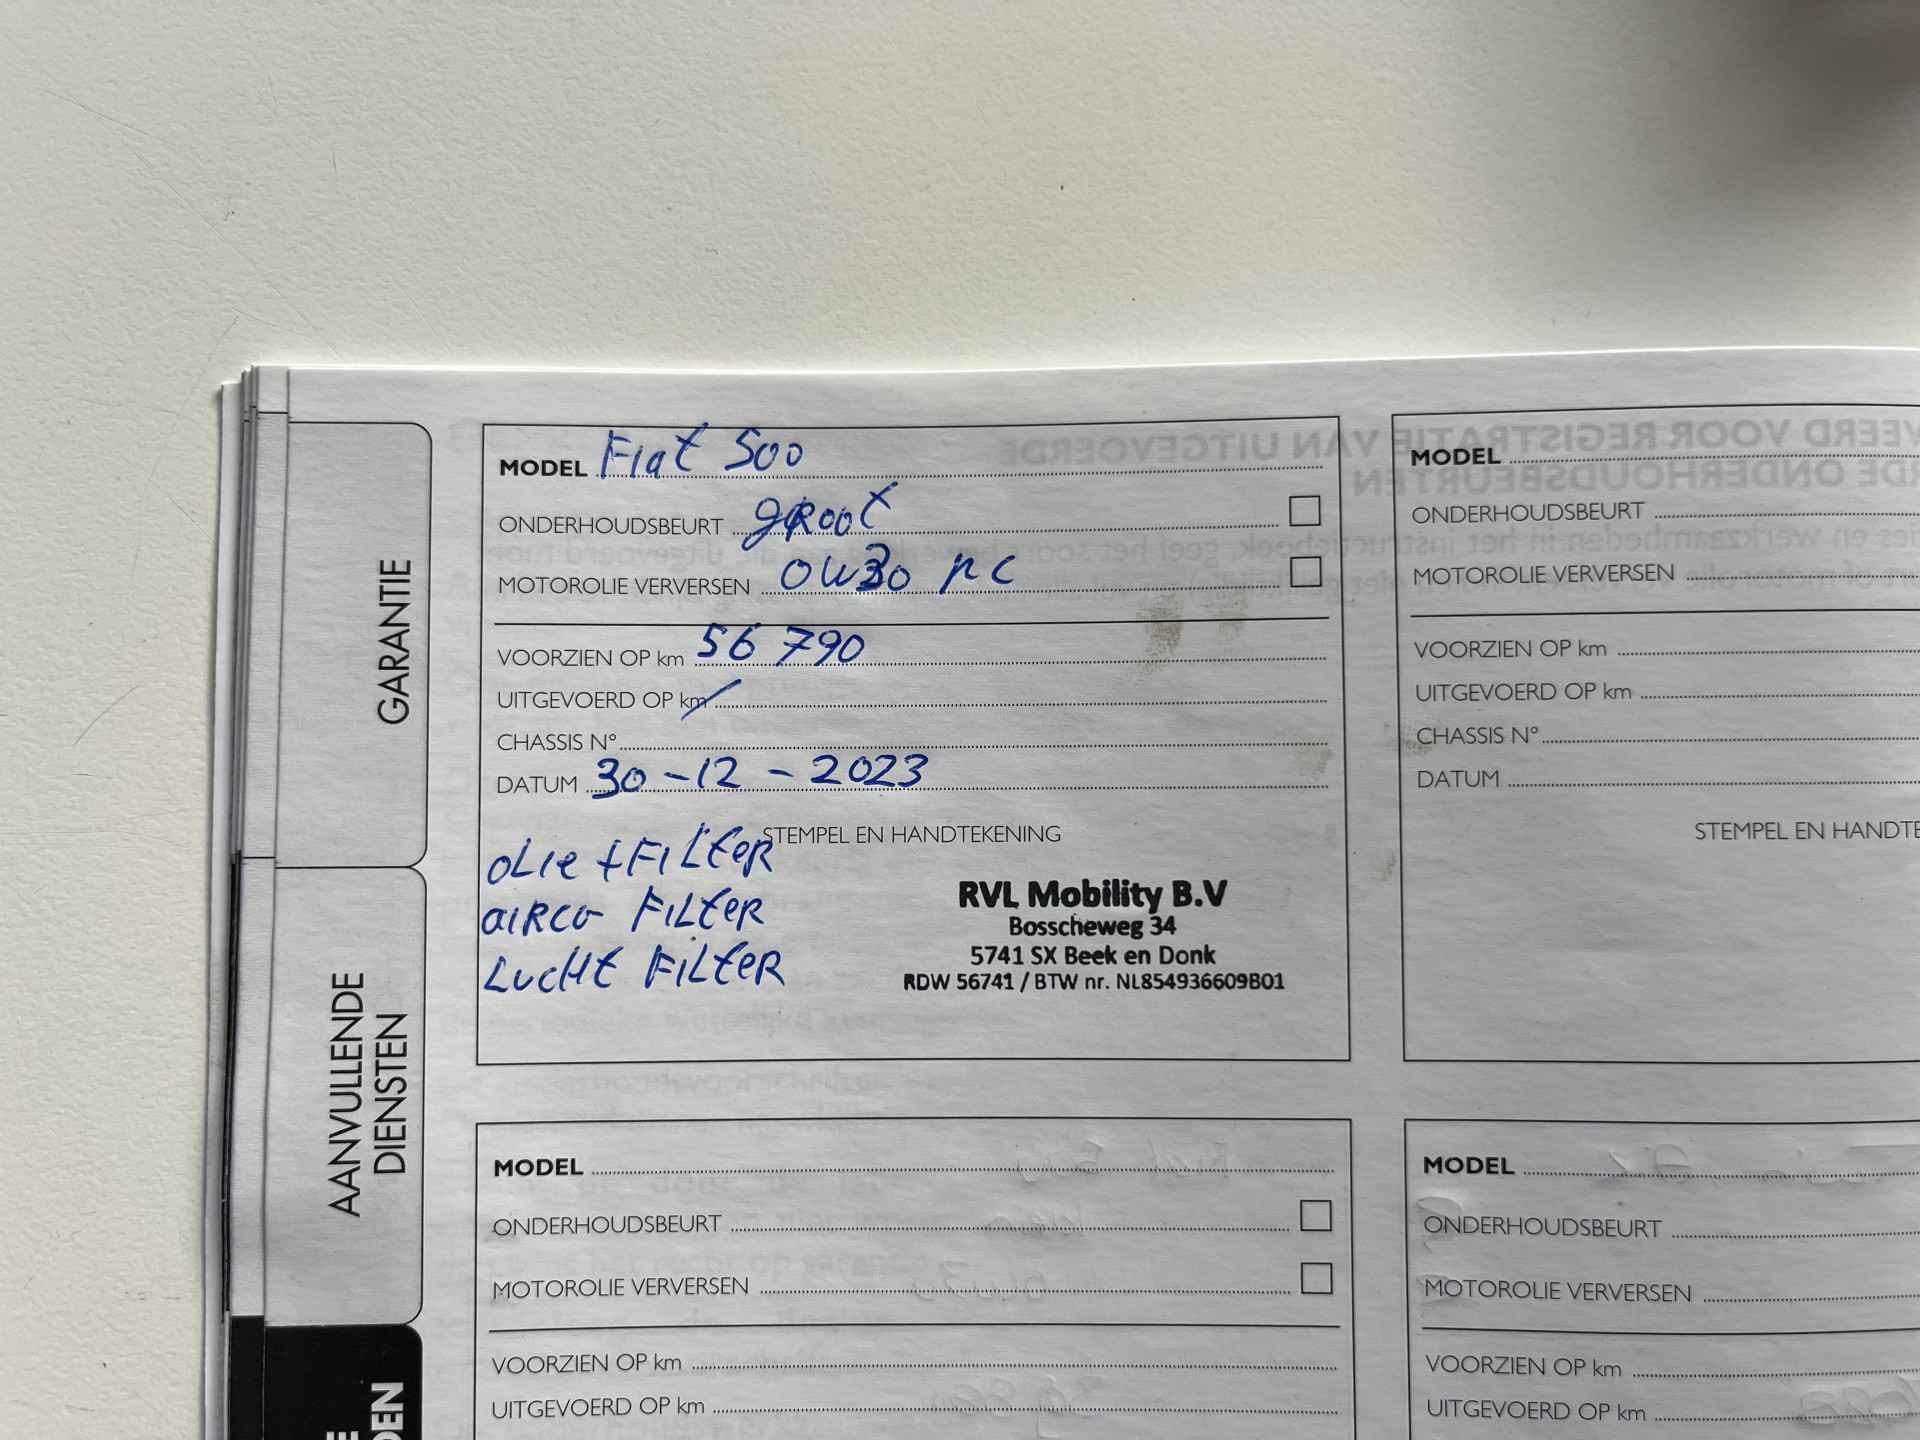 GARANTIE
AANVULLENDE
DIENSTEN
MODEL Fiat 500
ONDERHOUDSBEURT groot
MOTOROLIE VERVERSEN 0W30
VOORZIEN OP km 56 790
UITGEVOERD OP km
CHASSIS N°
DATUM 30-12-2023
STEMPEL EN HANDTEKENING
OLie + FiLteR
aiRco FiLteR
LucHt FiLteR
RVL Mobility B.V
Bosscheweg 34
5741 SX Beek en Donk
RDW 56741 / BTW nr. NL854936609B01
MODEL
ONDERHOUDSBEURT
MOTOROLIE VERVERSEN
VOORZIEN OP km
UITGEVOERD OP km
CHASSIS N°
DATUM
STEMPEL EN HANDTE
MODEL
ONDERHOUDSBEURT
MOTOROLIE VERVERSEN
VOORZIEN OP km
UITGEVOERD OP km
MODEL
ONDERHOUDSBEURT
MOTOROLIE VERVERSEN
VOORZIEN OP km
UITGEVOERD OP km